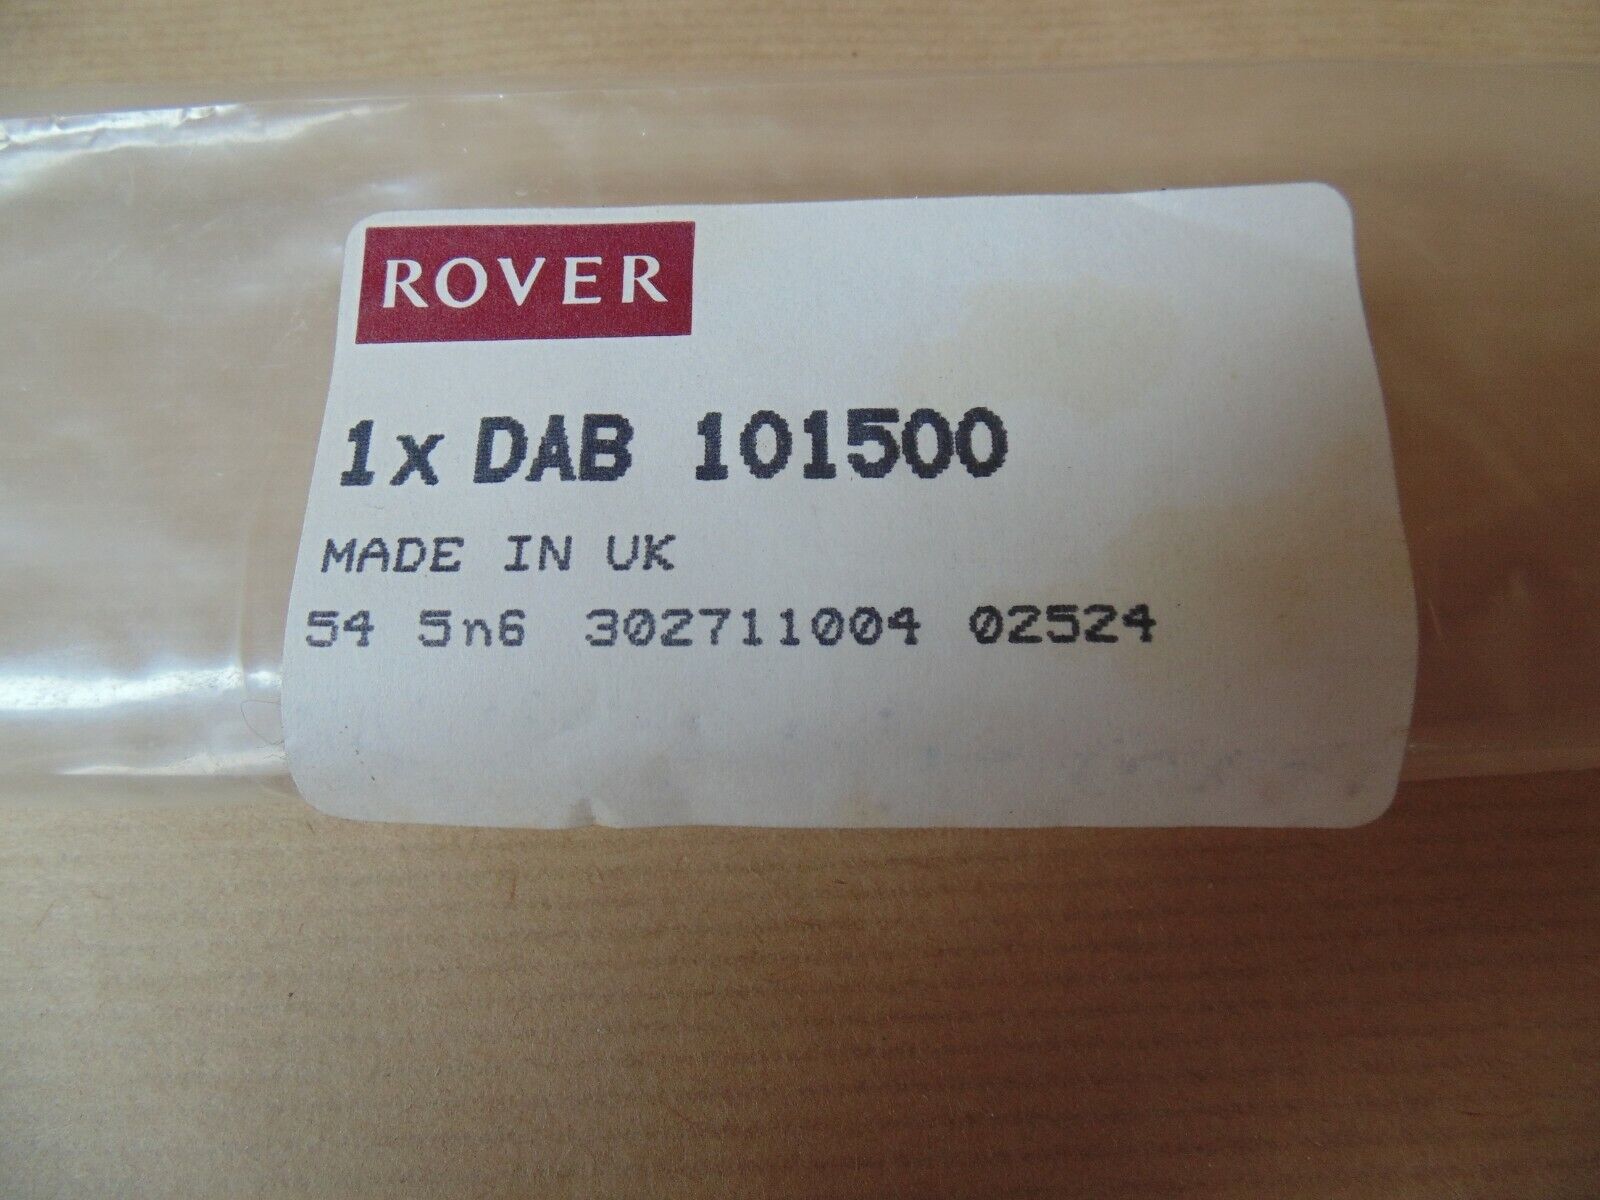 ROVER
1x DAB 101500
MADE IN UK
54 5n6 302711004 02524